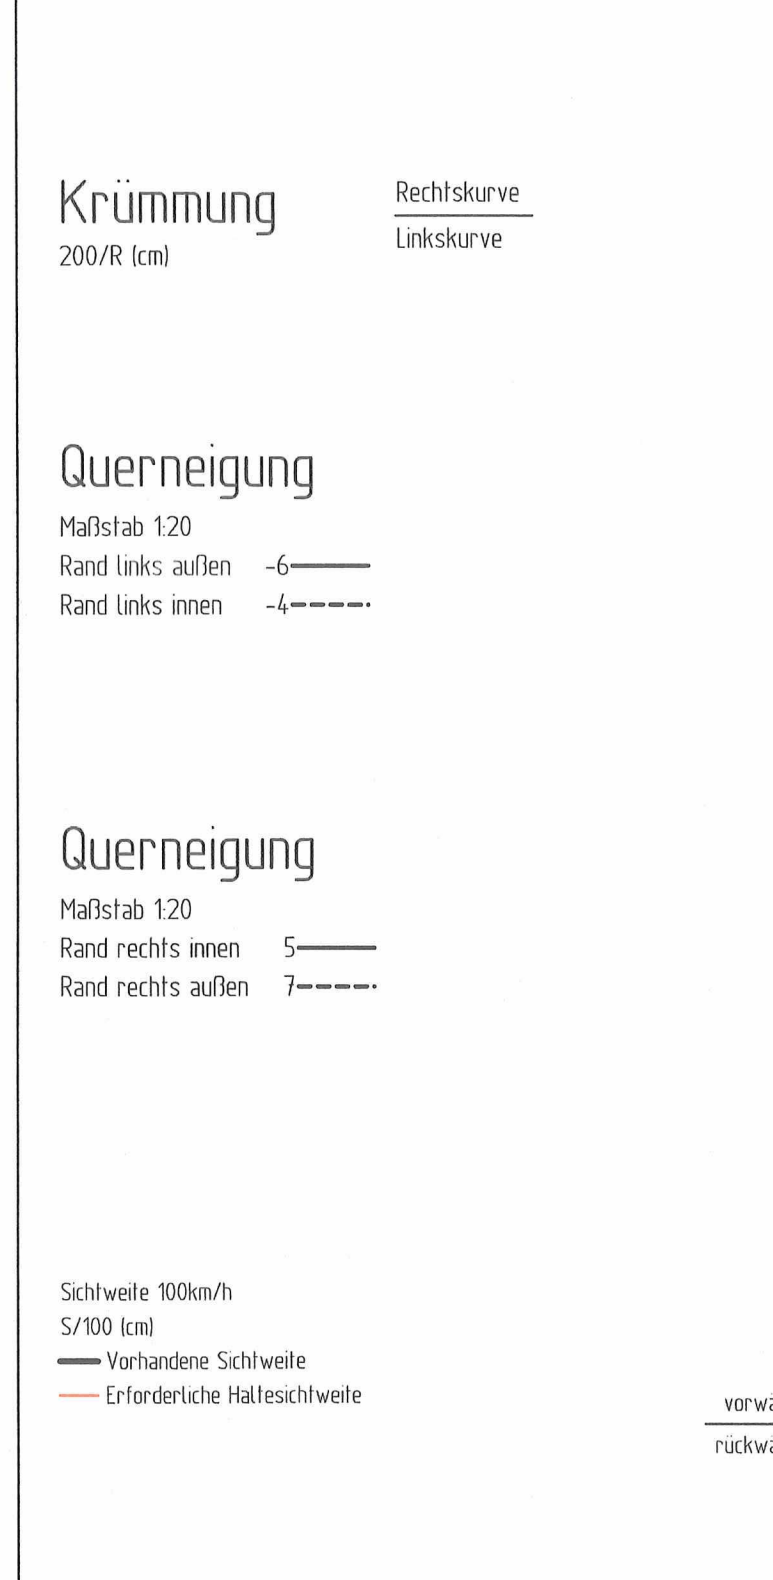 Krümmung
200/R (cm)
Rechtskurve
Linkskurve
Querneigung
Maßstab 1:20
Rand links außen -6
Rand links innen -4
Querneigung
Maßstab 1:20
Rand rechts innen 5
Rand rechts außen 7
Sichtweite 100km/h
S/100 (cm)
Vorhandene Sichtweite
Erforderliche Haltesichtweite